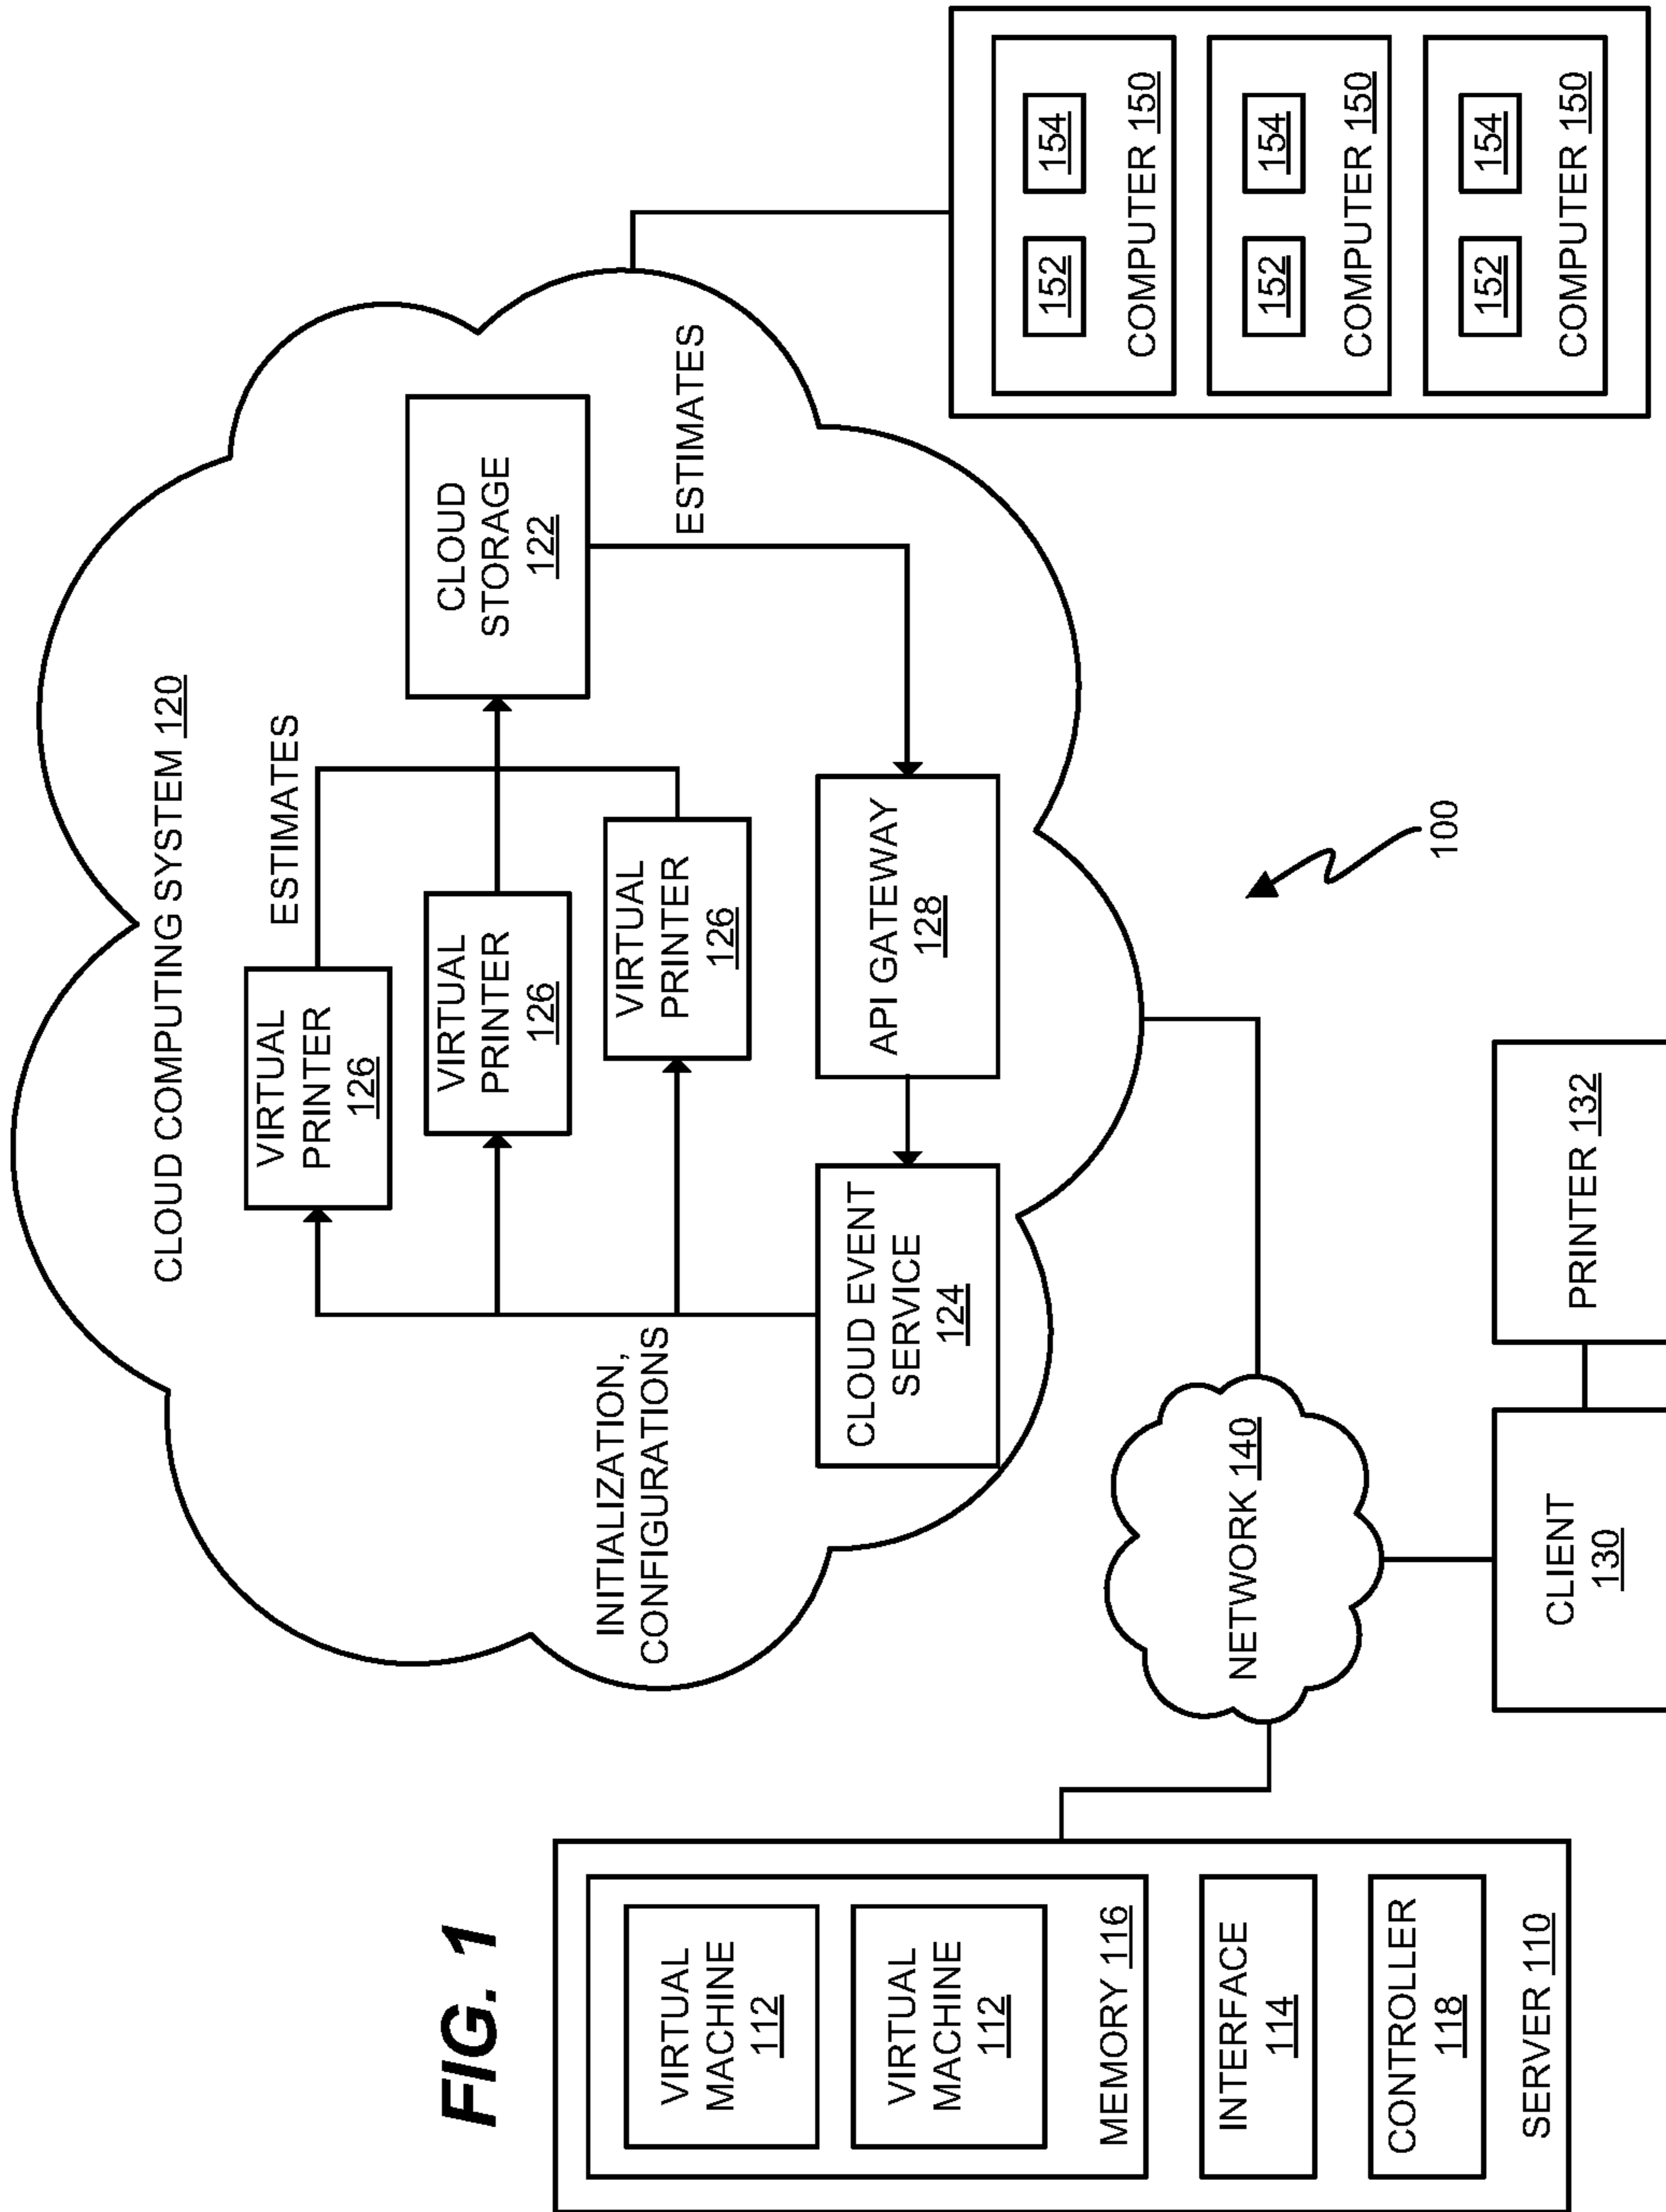 FIG. 1
CLOUD COMPUTING SYSTEM 120
ESTIMATES
VIRTUAL
PRINTER
126
VIRTUAL
PRINTER
126
VIRTUAL
PRINTER
126
CLOUD
STORAGE
122
ESTIMATES
INITIALIZATION,
CONFIGURATIONS
CLOUD EVENT
SERVICE
124
API GATEWAY
128
VIRTUAL
MACHINE
112
VIRTUAL
MACHINE
112
MEMORY 116
INTERFACE
114
CONTROLLER
118
SERVER 110
NETWORK 140
CLIENT
130
PRINTER 132
100
152
154
COMPUTER 150
152
154
COMPUTER 150
152
154
COMPUTER 150